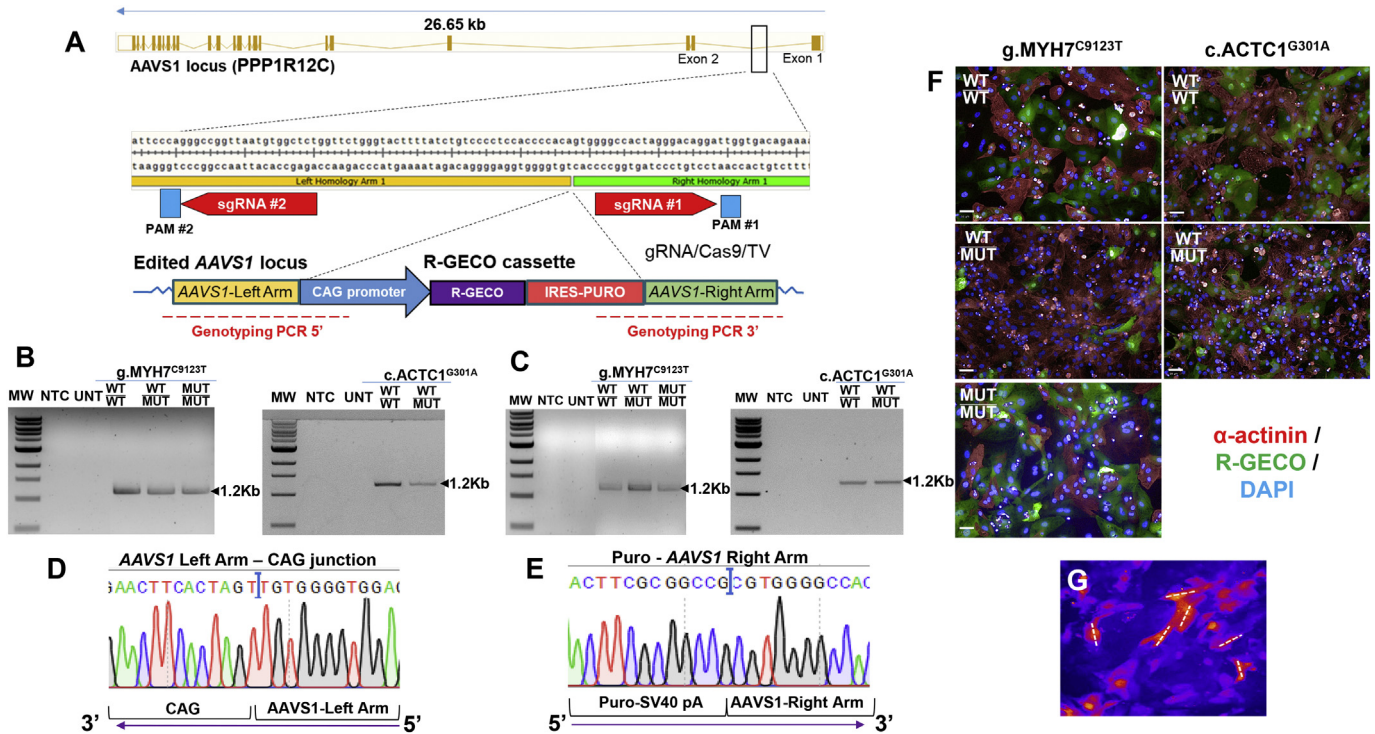 26.65 kb
A
AAVS1 locus (PPP1R12C)
Exon 2
Exon 1
attcccagggccggttaatgtggctctggttctgggtacttttatctgtcccctccaccccacagtggggccactagggacaggattggtgacagaaa
taagggtcccggccaattacaccgagaccaagacccatgaaaatagacaggggaggtggggtgtcaccccggtgatccctgtcctaaccactgtctttt
Left Homology Arm 1
Right Homology Arm 1
sgRNA #2
sgRNA #1
PAM #2
PAM #1
gRNA/Cas9/TV
Edited AAVS1 locus
R-GECO cassette
AAVS1-Left Arm
CAG promoter
R-GECO
IRES-PURO
AAVS1-Right Arm
Genotyping PCR 5’
Genotyping PCR 3’
B
g.MYH7C9123T
c.ACTC1G301A
MW NTC UNT WT/WT WT/MUT MUT/MUT
MW NTC UNT WT/WT WT/MUT
1.2Kb
1.2Kb
C
g.MYH7C9123T
c.ACTC1G301A
MW NTC UNT WT/WT WT/MUT MUT/MUT
MW NTC UNT WT/WT WT/MUT
1.2Kb
1.2Kb
D
AAVS1 Left Arm – CAG junction
GAACTTCACTAGTTGTGGGGTGGAC
CAG
AAVS1-Left Arm
3’
5’
E
Puro - AAVS1 Right Arm
ACTTCGCGGCCGCGTGGGGCCAC
Puro-SV40 pA
AAVS1-Right Arm
5’
3’
F
g.MYH7C9123T
c.ACTC1G301A
WT
WT
WT
WT
WT
MUT
WT
MUT
MUT
MUT
α-actinin /
R-GECO /
DAPI
G